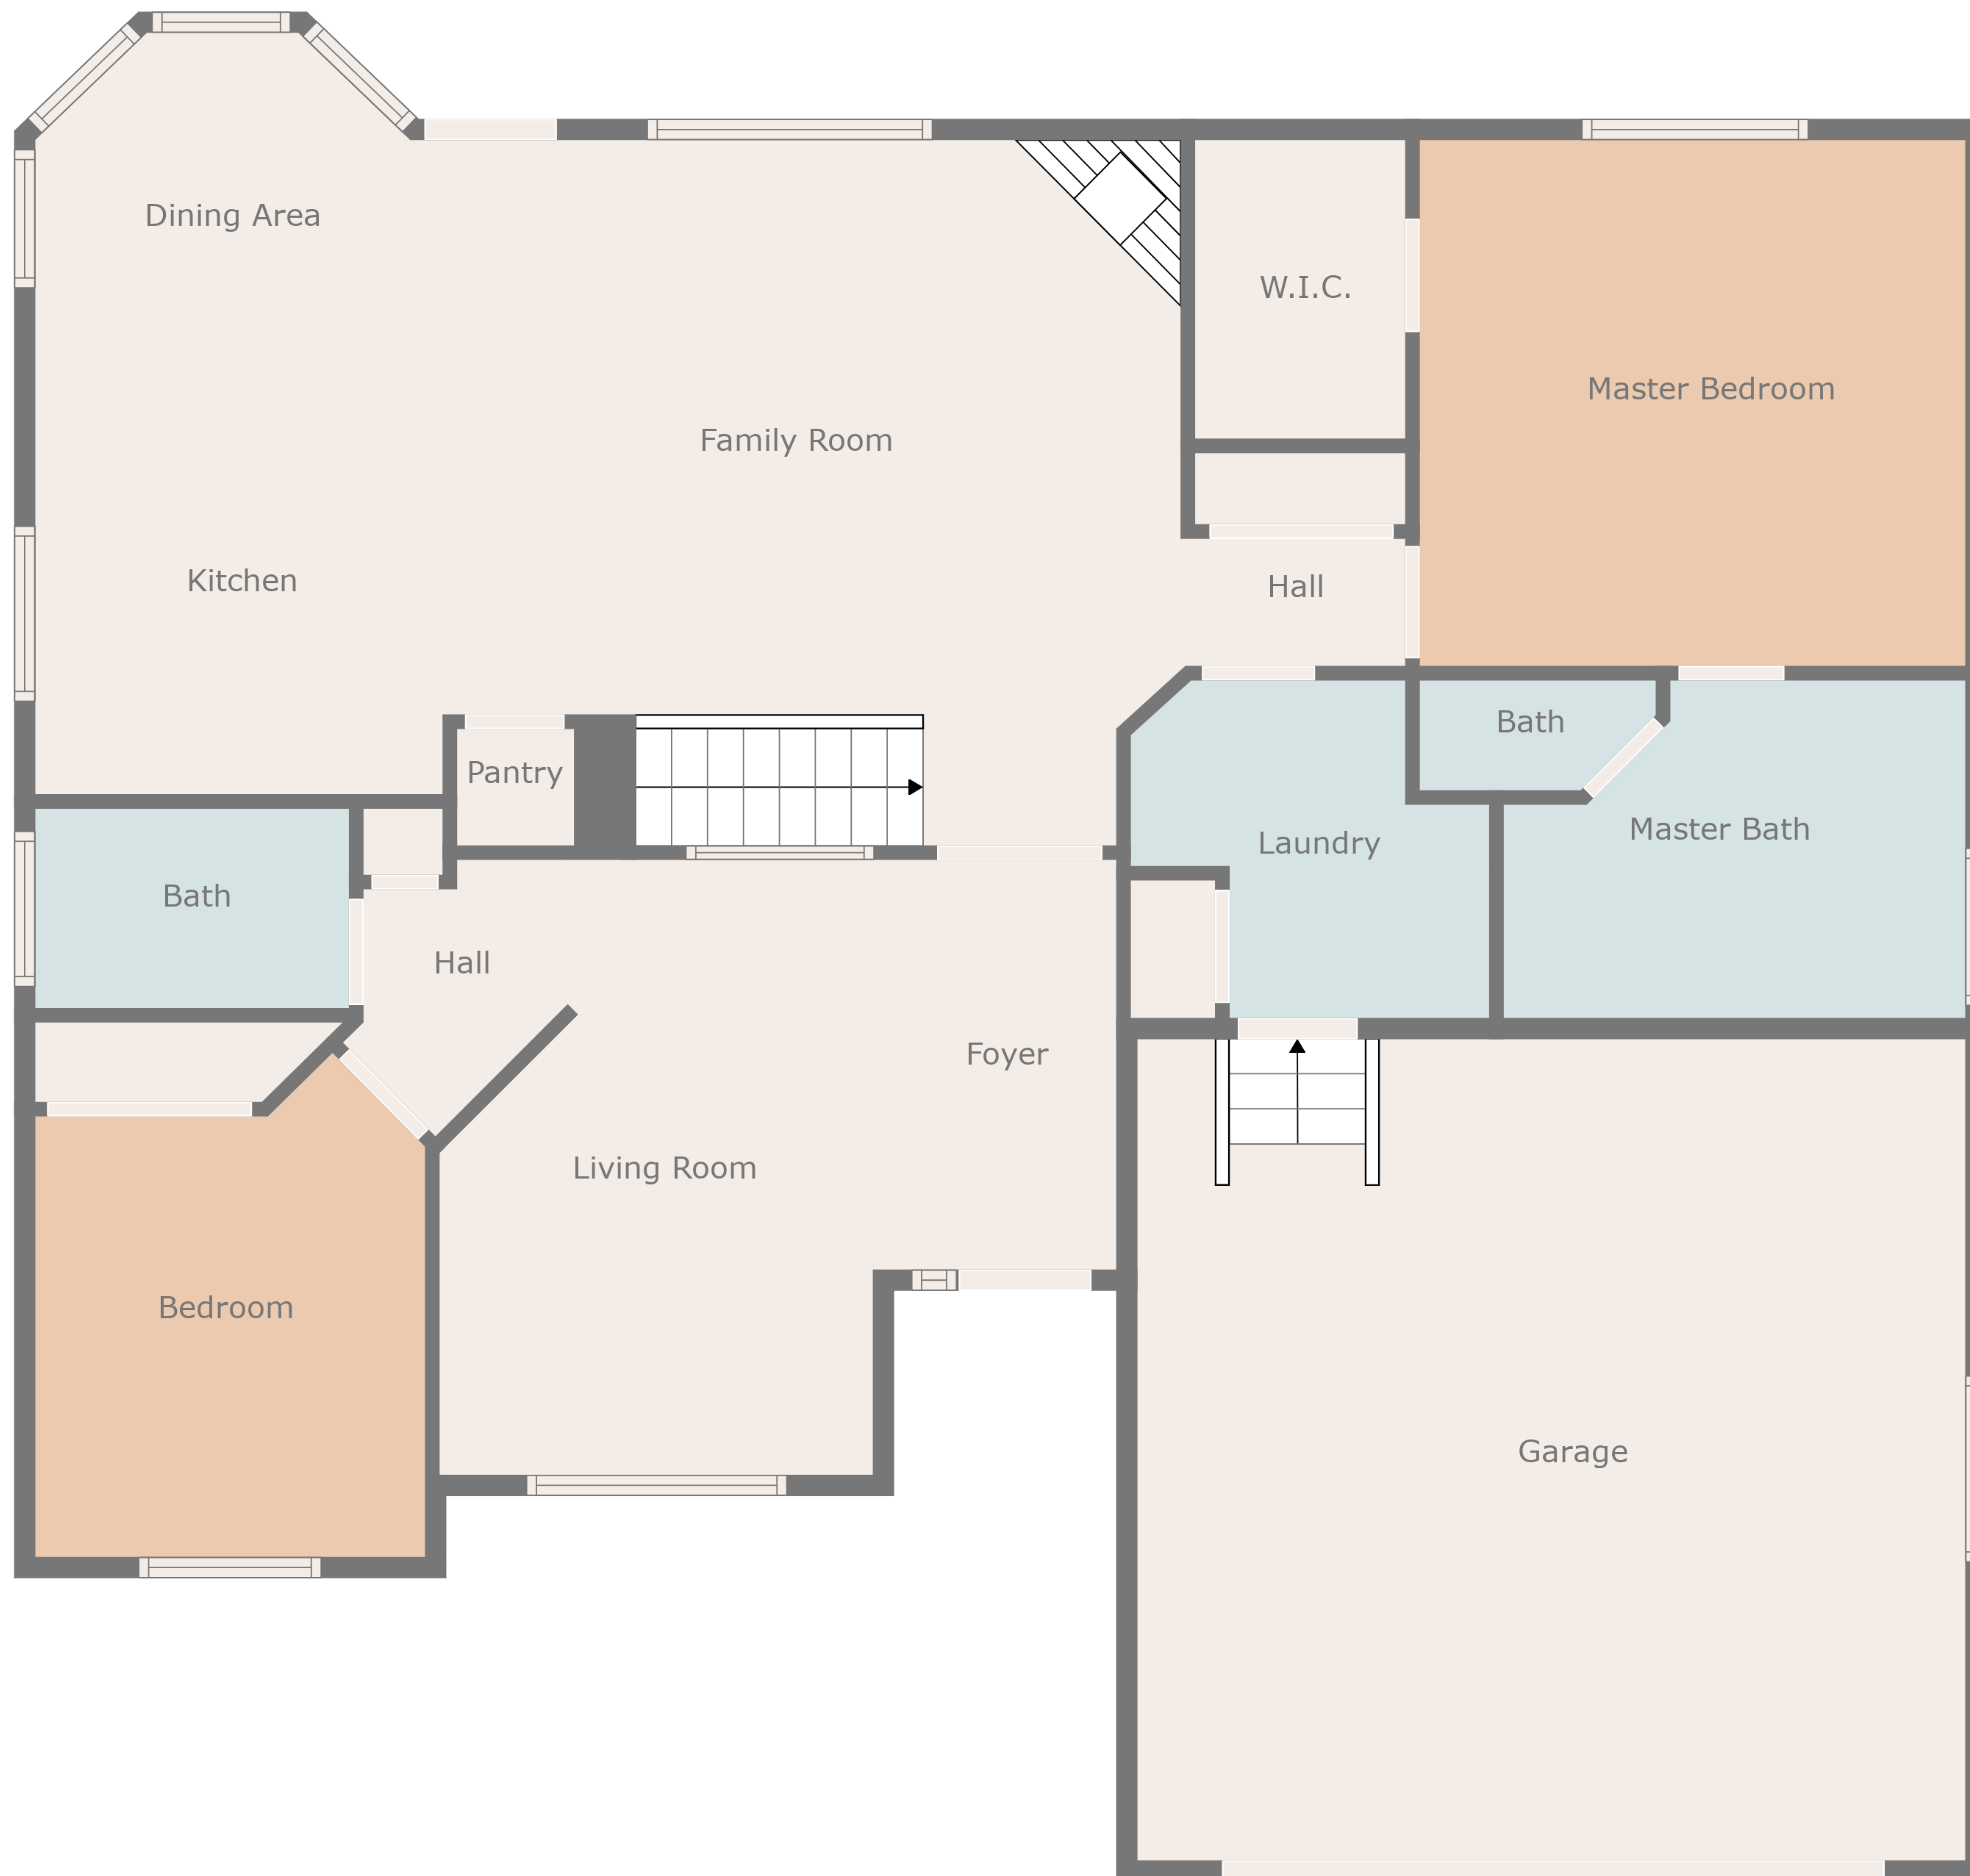 Dining Area
W.I.C.
Master Bedroom
Family Room
Kitchen
Hall
Bath
Pantry
Master Bath
Laundry
Bath
Hall
Foyer
Living Room
Bedroom
Garage